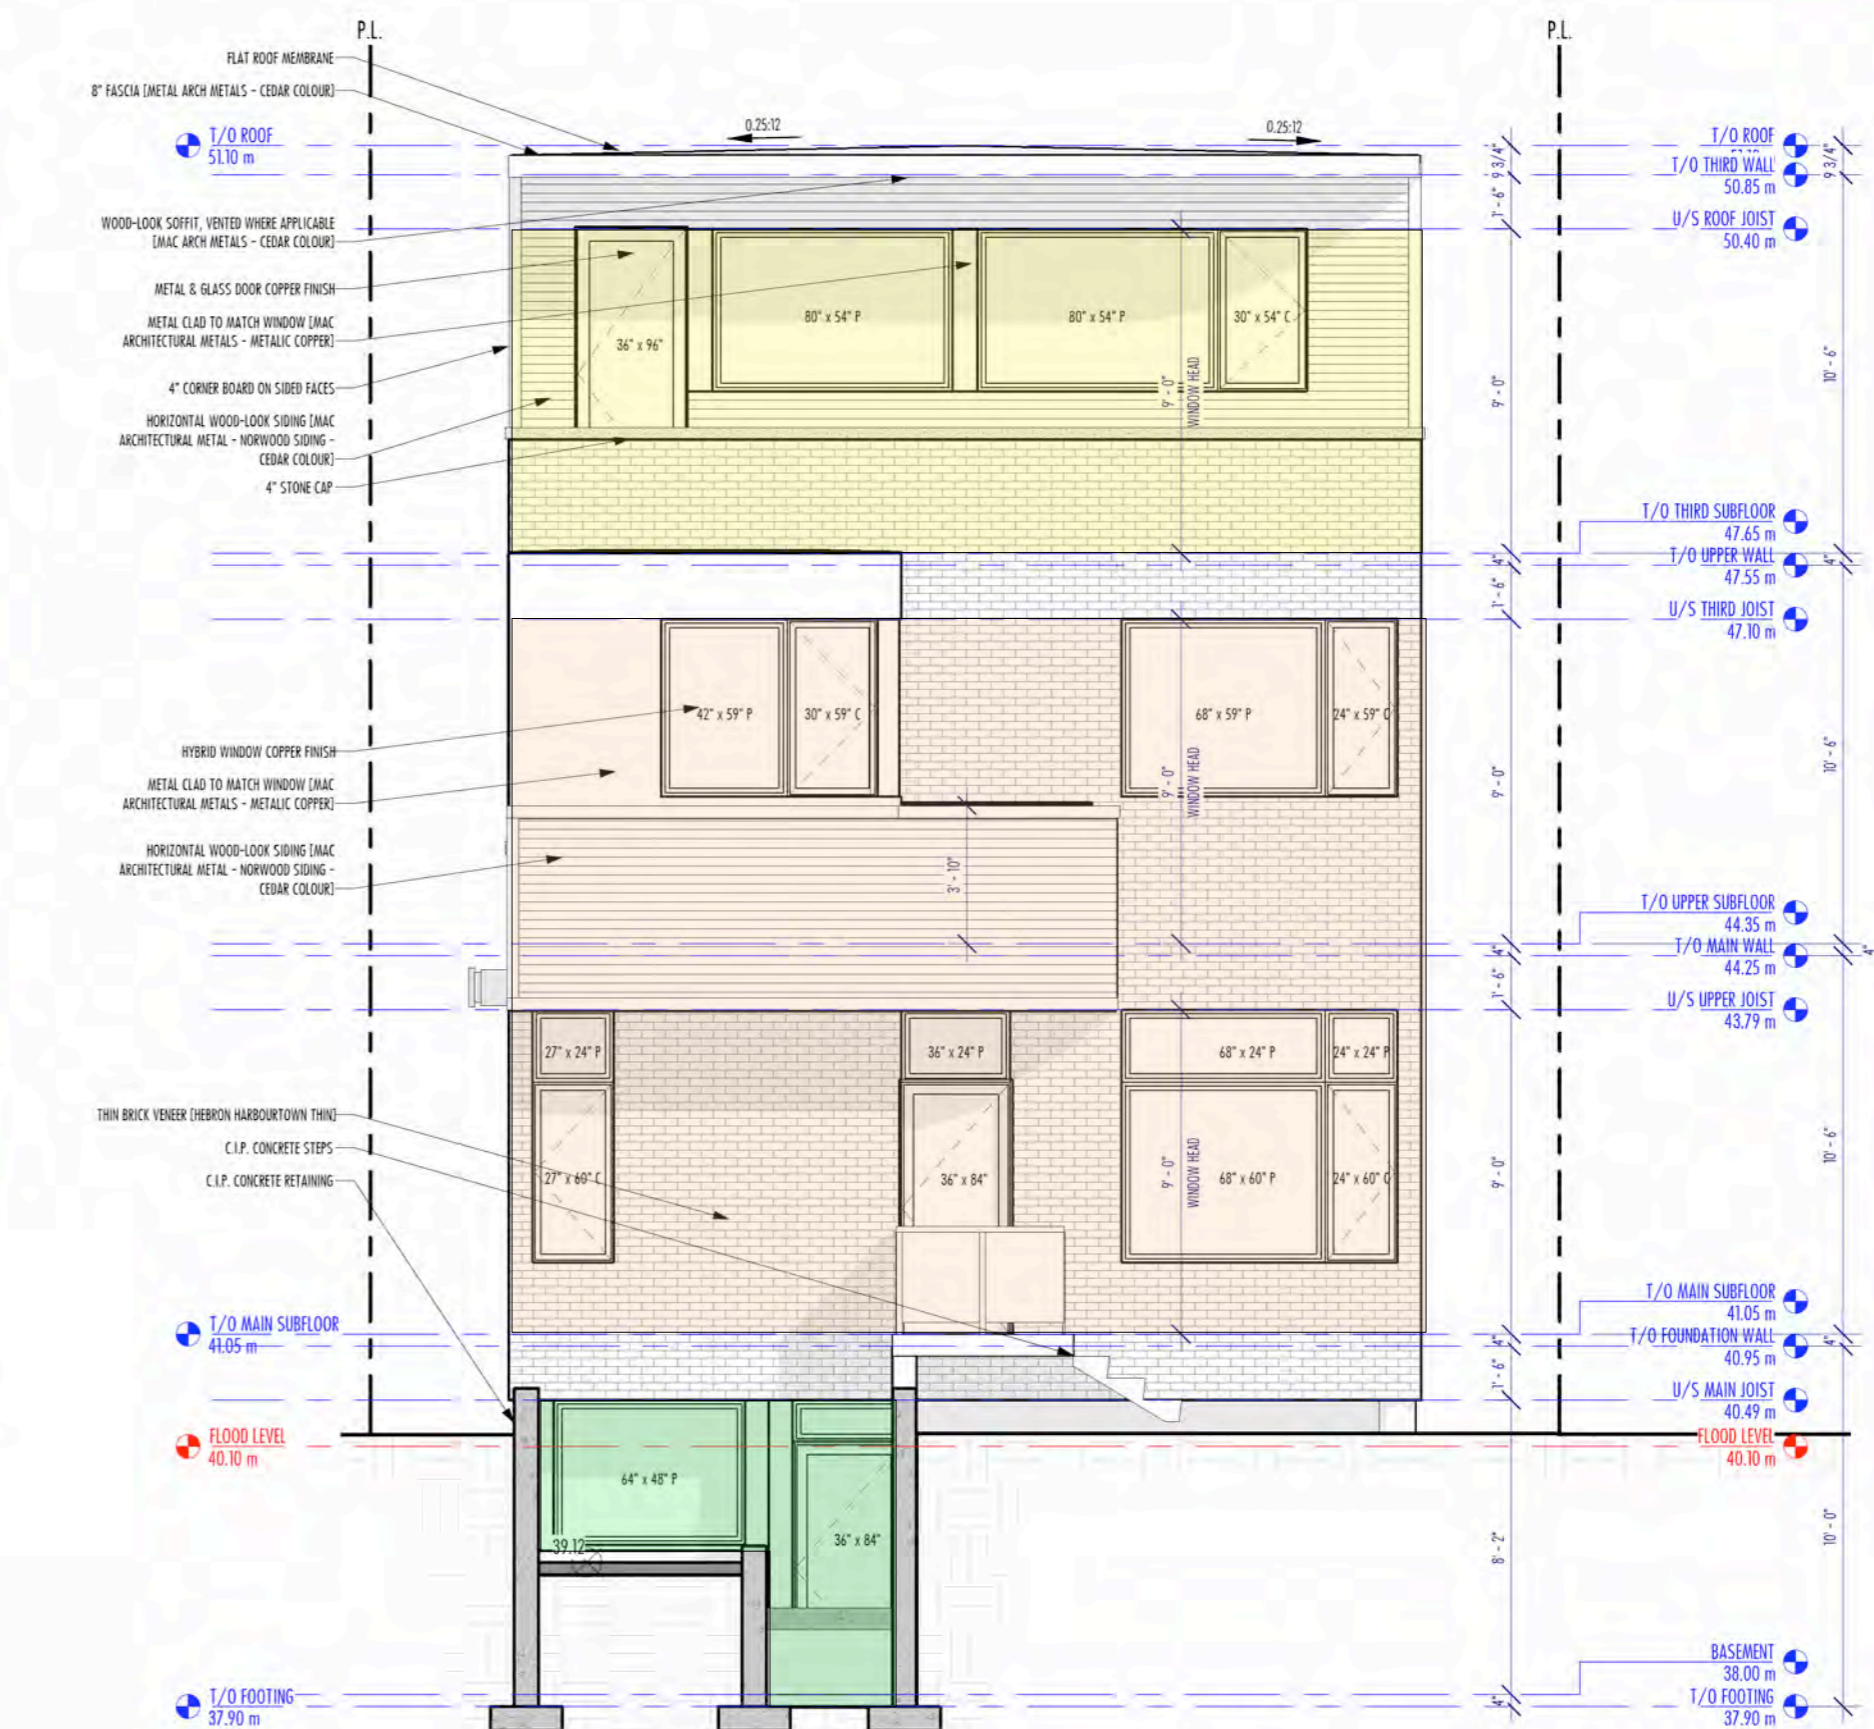 P.L.
P.L.
FLAT ROOF MEMBRANE
8" FASCIA [METAL ARCH METALS - CEDAR COLOUR]
0.25:12
0.25:12
T/O ROOF
51.10 m
WOOD-LOOK SOFFIT, VENTED WHERE APPLICABLE
[MAC ARCH METALS - CEDAR COLOUR]
METAL & GLASS DOOR COPPER FINISH
METAL CLAD TO MATCH WINDOW [MAC
ARCHITECTURAL METALS - METALIC COPPER]
4" CORNER BOARD ON SIDED FACES
HORIZONTAL WOOD-LOOK SIDING [MAC
ARCHITECTURAL METAL - NORWOOD SIDING -
CEDAR COLOUR]
4" STONE CAP
HYBRID WINDOW COPPER FINISH
METAL CLAD TO MATCH WINDOW [MAC
ARCHITECTURAL METALS - METALIC COPPER]
HORIZONTAL WOOD-LOOK SIDING [MAC
ARCHITECTURAL METAL - NORWOOD SIDING -
CEDAR COLOUR]
THIN BRICK VENEER [HEBRON HARBOURTOWN THIN]
C.I.P. CONCRETE STEPS
C.I.P. CONCRETE RETAINING
T/O MAIN SUBFLOOR
41.05 m
FLOOD LEVEL
40.10 m
T/O FOOTING
37.90 m
36" x 96"
80" x 54" P
80" x 54" P
30" x 54" C
9' - 0"
WINDOW HEAD
42" x 59" P
30" x 59" C
68" x 59" P
24" x 59" C
9' - 0"
WINDOW HEAD
3' - 10"
27" x 24" P
36" x 24" P
68" x 24" P
24" x 24" P
27" x 60" C
36" x 84"
68" x 60" P
24" x 60" C
9' - 0"
WINDOW HEAD
64" x 48" P
36" x 84"
39.12
9 3/4"
1' - 6"
9' - 0"
4"
1' - 6"
9' - 0"
4"
1' - 6"
9' - 0"
4"
1' - 6"
8' - 2"
4"
T/O ROOF
T/O THIRD WALL
50.85 m
U/S ROOF JOIST
50.40 m
T/O THIRD SUBFLOOR
47.65 m
T/O UPPER WALL
47.55 m
U/S THIRD JOIST
47.10 m
T/O UPPER SUBFLOOR
44.35 m
T/O MAIN WALL
44.25 m
U/S UPPER JOIST
43.79 m
T/O MAIN SUBFLOOR
41.05 m
T/O FOUNDATION WALL
40.95 m
U/S MAIN JOIST
40.49 m
FLOOD LEVEL
40.10 m
BASEMENT
38.00 m
T/O FOOTING
37.90 m
9 3/4"
10' - 6"
4"
10' - 6"
4"
10' - 6"
4"
10' - 0"